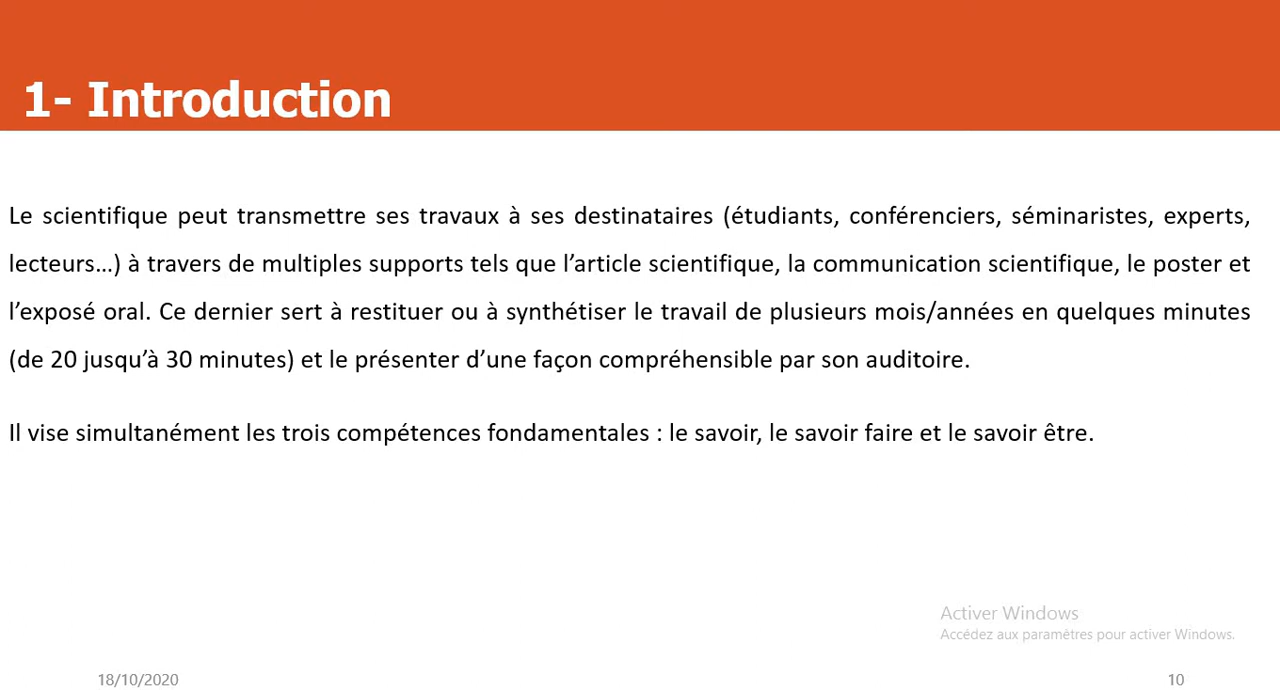 1- Introduction
Le scientifique peut transmettre ses travaux à ses destinataires (étudiants, conférenciers, séminaristes, experts,
lecteurs…) à travers de multiples supports tels que l’article scientifique, la communication scientifique, le poster et
l’exposé oral. Ce dernier sert à restituer ou à synthétiser le travail de plusieurs mois/années en quelques minutes
(de 20 jusqu’à 30 minutes) et le présenter d’une façon compréhensible par son auditoire.
Il vise simultanément les trois compétences fondamentales : le savoir, le savoir faire et le savoir être.
Activer Windows
Accédez aux paramètres pour activer Windows.
18/10/2020
10